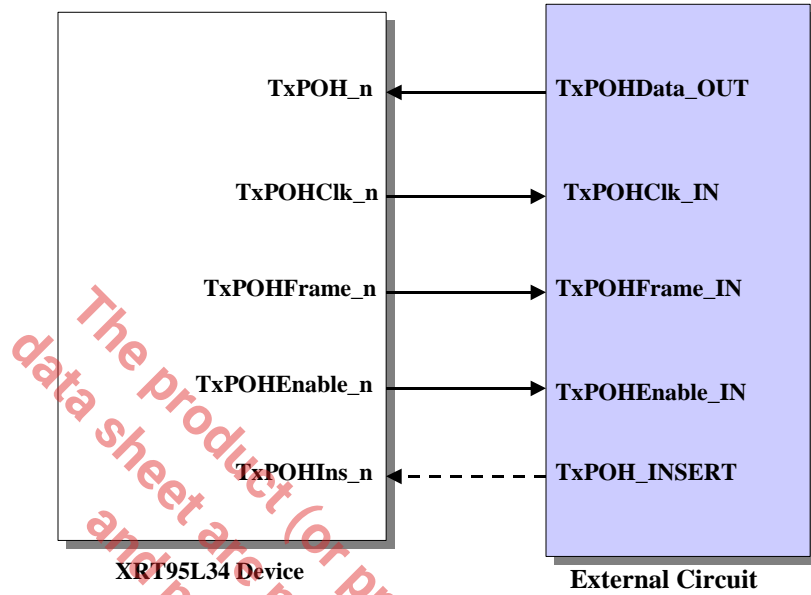 TxPOH_n TxPOHData_OUT
TxPOHClk_n TxPOHClk_IN
TxPOHFrame_n TxPOHFrame_IN
TxPOHEnable_n TxPOHEnable_IN
TxPOHIns_n TxPOH_INSERT
XRT95L34 Device External Circuit
The product (or
data sheet are
and